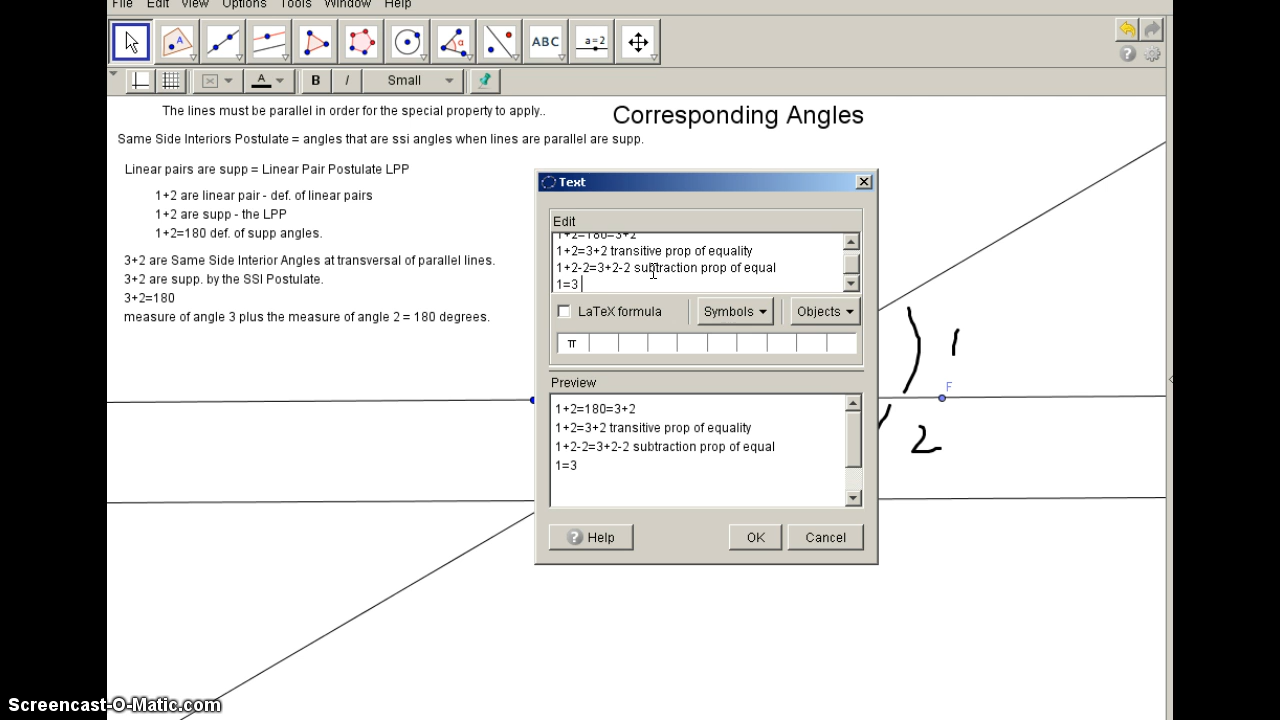 File Edit View Options Tools Window Help
ABC a=2
A B I Small
The lines must be parallel in order for the special property to apply..
Corresponding Angles
Same Side Interiors Postulate = angles that are ssi angles when lines are parallel are supp.
Linear pairs are supp = Linear Pair Postulate LPP
1+2 are linear pair - def. of linear pairs
1+2 are supp - the LPP
1+2=180 def. of supp angles.
3+2 are Same Side Interior Angles at transversal of parallel lines.
3+2 are supp. by the SSI Postulate.
3+2=180
measure of angle 3 plus the measure of angle 2 = 180 degrees.
Text
Edit
1+2=180=3+2
1+2=3+2 transitive prop of equality
1+2-2=3+2-2 subtraction prop of equal
1=3
LaTeX formula Symbols Objects
π
Preview
1+2=180=3+2
1+2=3+2 transitive prop of equality
1+2-2=3+2-2 subtraction prop of equal
1=3
Help OK Cancel
1
F
2
Screencast-O-Matic.com